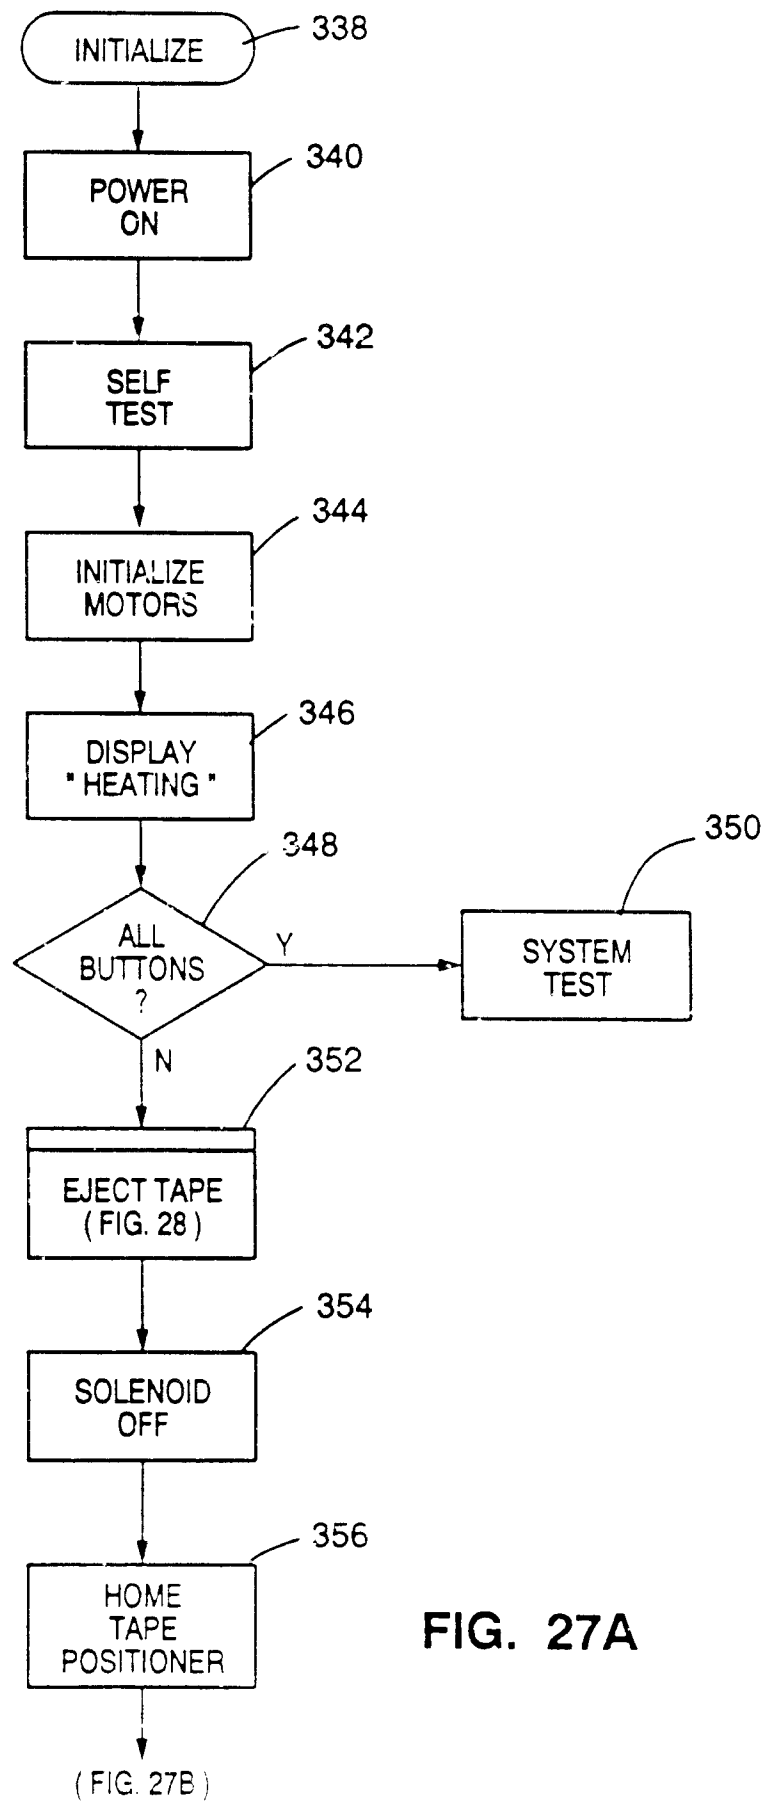 INITIALIZE
338
340
POWER
ON
342
SELF
TEST
344
INITIALIZE
MOTORS
346
DISPLAY
" HEATING "
348
350
ALL
BUTTONS
?
Y
SYSTEM
TEST
N
352
EJECT TAPE
( FIG. 28 )
354
SOLENOID
OFF
356
HOME
TAPE
POSITIONER
FIG. 27A
( FIG. 27B )